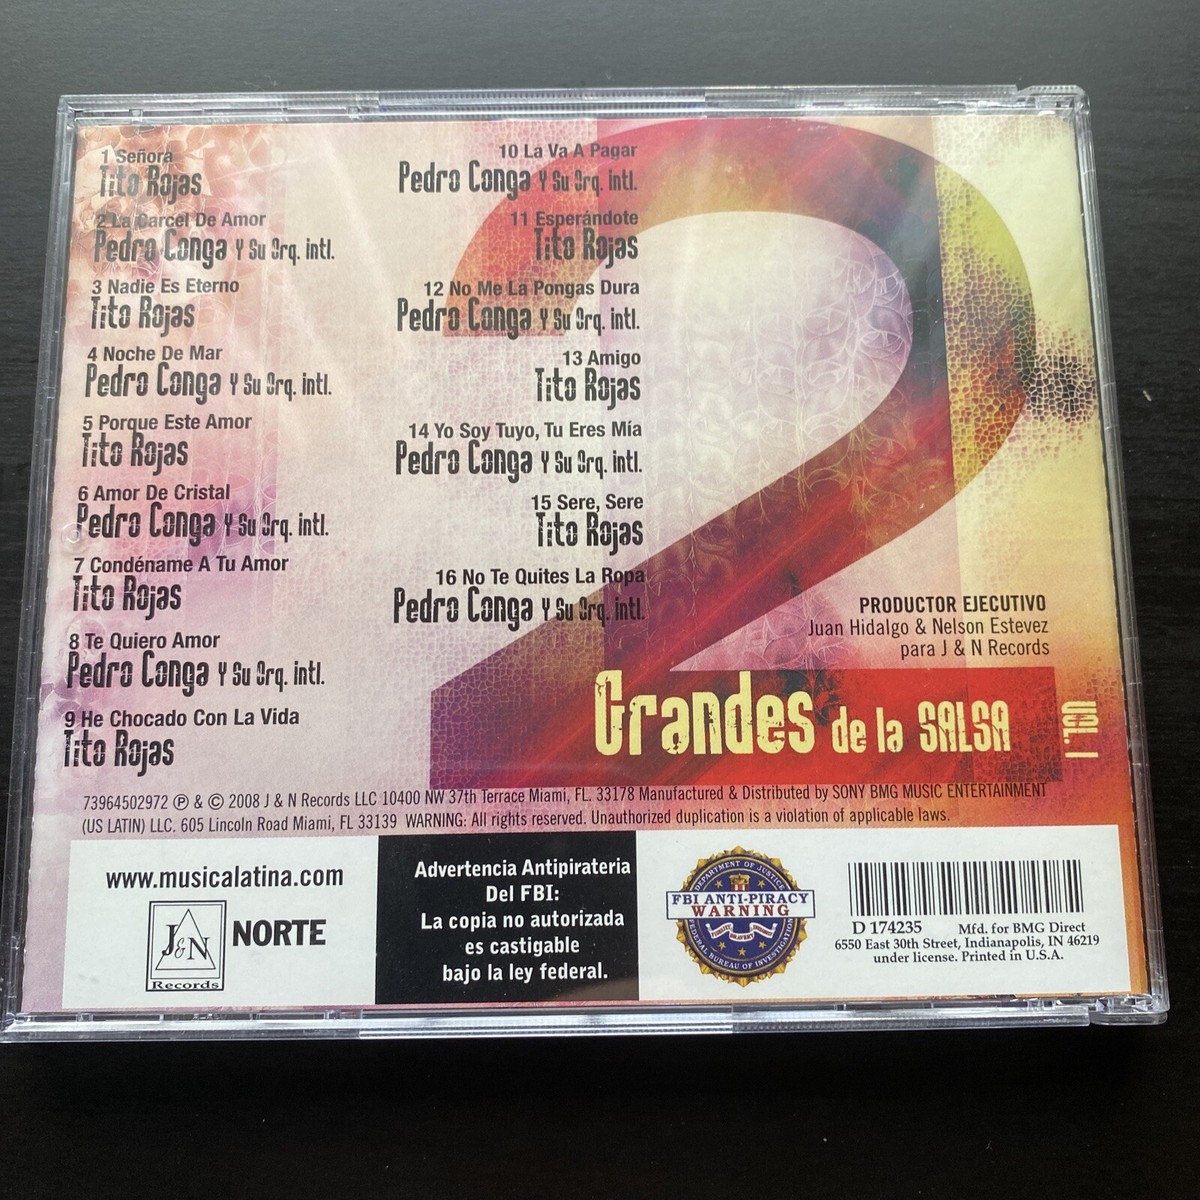 1 Señora
Tito Rojas
2 La Carcel De Amor
Pedro Conga Y Su Orq. intl.
3 Nadie Es Eterno
Tito Rojas
4 Noche De Mar
Pedro Conga Y Su Orq. intl.
5 Porque Este Amor
Tito Rojas
6 Amor De Cristal
Pedro Conga Y Su Orq. intl.
7 Condéname A Tu Amor
Tito Rojas
8 Te Quiero Amor
Pedro Conga Y Su Orq. intl.
9 He Chocado Con La Vida
Tito Rojas
10 La Va A Pagar
Pedro Conga Y Su Orq. intl.
11 Esperándote
Tito Rojas
12 No Me La Pongas Dura
Pedro Conga Y Su Orq. intl.
13 Amigo
Tito Rojas
14 Yo Soy Tuyo, Tu Eres Mía
Pedro Conga Y Su Orq. intl.
15 Sere, Sere
Tito Rojas
16 No Te Quites La Ropa
Pedro Conga Y Su Orq. intl.
2
PRODUCTOR EJECUTIVO
Juan Hidalgo & Nelson Estevez
para J & N Records
Grandes de la SALSA
VOL. 1
73964502972 ℗ & © 2008 J & N Records LLC 10400 NW 37th Terrace Miami, FL. 33178 Manufactured & Distributed by SONY BMG MUSIC ENTERTAINMENT
(US LATIN) LLC. 605 Lincoln Road Miami, FL 33139 WARNING: All rights reserved. Unauthorized duplication is a violation of applicable laws.
www.musicalatina.com
J&N
Records
NORTE
Advertencia Antipirateria
Del FBI:
La copia no autorizada
es castigable
bajo la ley federal.
DEPARTMENT OF JUSTICE
FBI ANTI-PIRACY
WARNING
FIDELITY BRAVERY INTEGRITY
FEDERAL BUREAU OF INVESTIGATION
D 174235 Mfd. for BMG Direct
6550 East 30th Street, Indianapolis, IN 46219
under license. Printed in U.S.A.